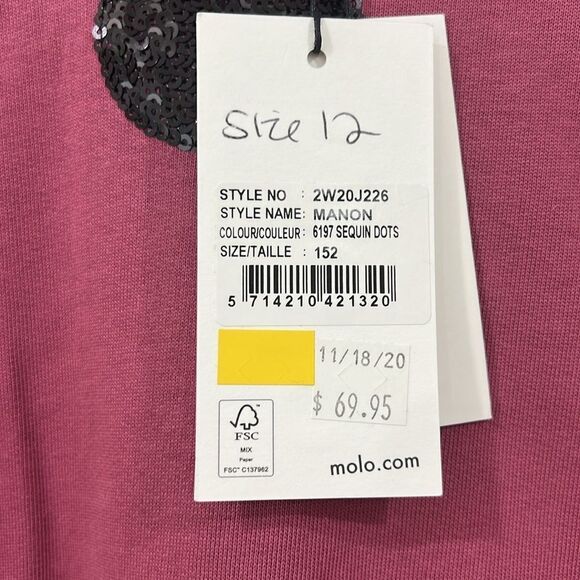 Size 12
STYLE NO : 2W20J226
STYLE NAME: MANON
COLOUR/COULEUR: 6197 SEQUIN DOTS
SIZE/TAILLE : 152
5 714210 421320
11/18/20
$ 69.95
FSC
MIX
Paper
FSC™ C137962
molo.com